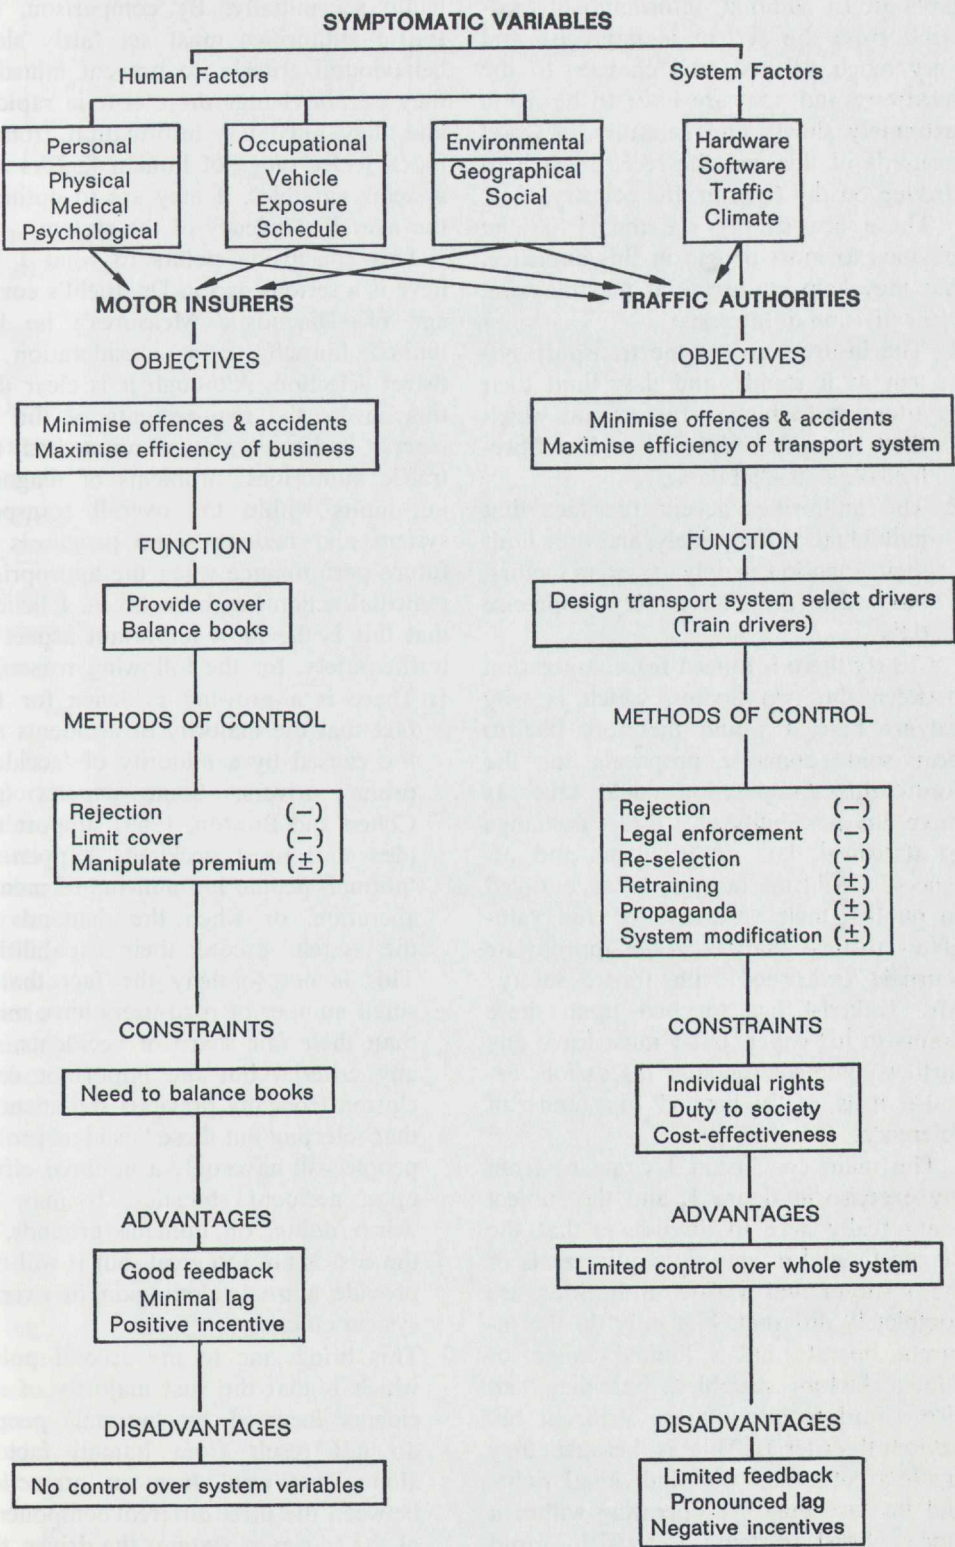 SYMPTOMATIC VARIABLES
Human Factors
System Factors
Personal
Physical
Medical
Psychological
Occupational
Vehicle
Exposure
Schedule
Environmental
Geographical
Social
Hardware
Software
Traffic
Climate
MOTOR INSURERS
OBJECTIVES
Minimise offences & accidents
Maximise efficiency of business
FUNCTION
Provide cover
Balance books
METHODS OF CONTROL
Rejection (−)
Limit cover (−)
Manipulate premium (±)
CONSTRAINTS
Need to balance books
ADVANTAGES
Good feedback
Minimal lag
Positive incentive
DISADVANTAGES
No control over system variables
TRAFFIC AUTHORITIES
OBJECTIVES
Minimise offences & accidents
Maximise efficiency of transport system
FUNCTION
Design transport system select drivers
(Train drivers)
METHODS OF CONTROL
Rejection (−)
Legal enforcement (−)
Re-selection (±)
Retraining (±)
Propaganda (±)
System modification (±)
CONSTRAINTS
Individual rights
Duty to society
Cost-effectiveness
ADVANTAGES
Limited control over whole system
DISADVANTAGES
Limited feedback
Pronounced lag
Negative incentives